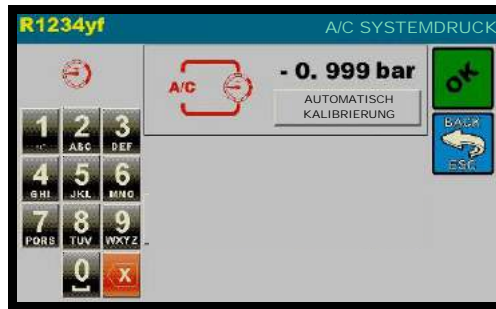 R1234yf
A/C SYSTEMDRUCK
A/C
- 0. 999 bar
AUTOMATISCH
KALIBRIERUNG
OK
BACK
ESC
1 2 3
ABC DEF
4 5 6
GHI JKL MNO
7 8 9
PQRS TUV WXYZ
0 X